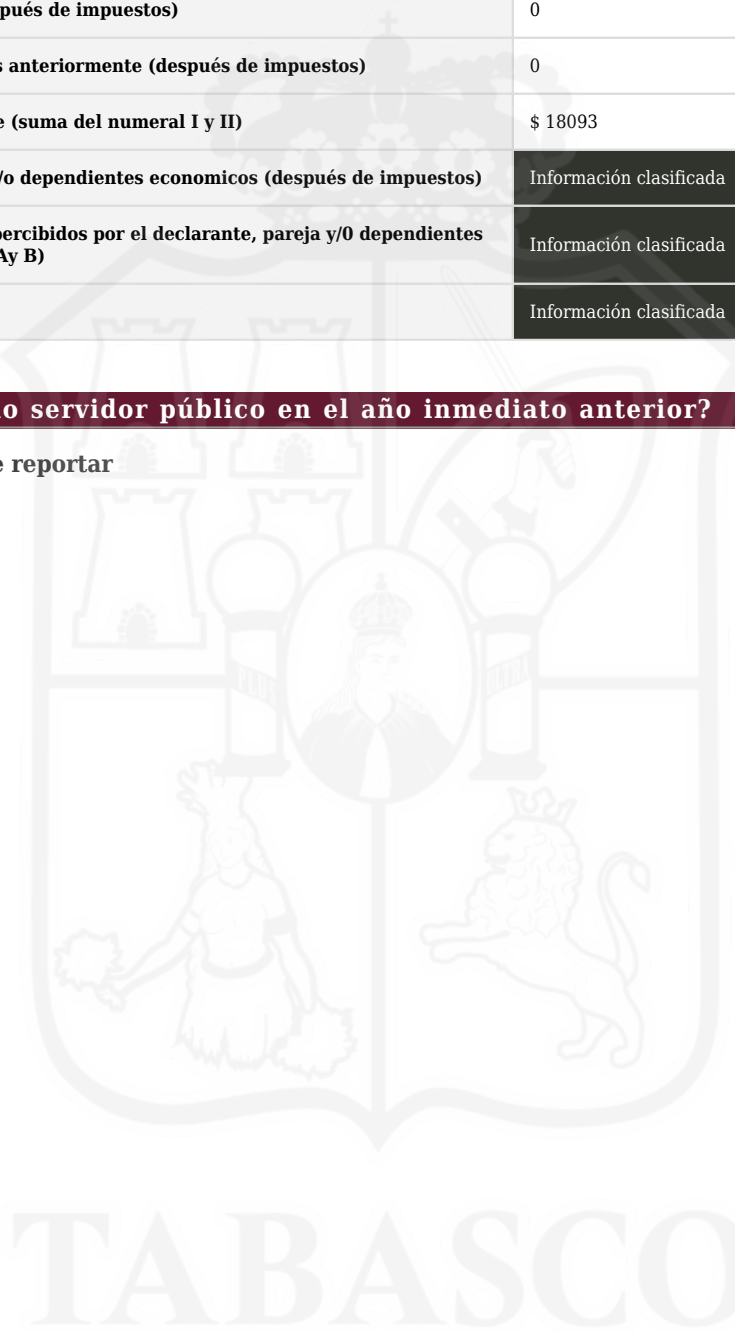 pués de impuestos)
0
s anteriormente (después de impuestos)
0
e (suma del numeral I y II)
$ 18093
/o dependientes economicos (después de impuestos)
Información clasificada
percibidos por el declarante, pareja y/0 dependientes
Ay B)
Información clasificada
Información clasificada
o servidor público en el año inmediato anterior?
e reportar
PLUS
ULTRA
TABASCO